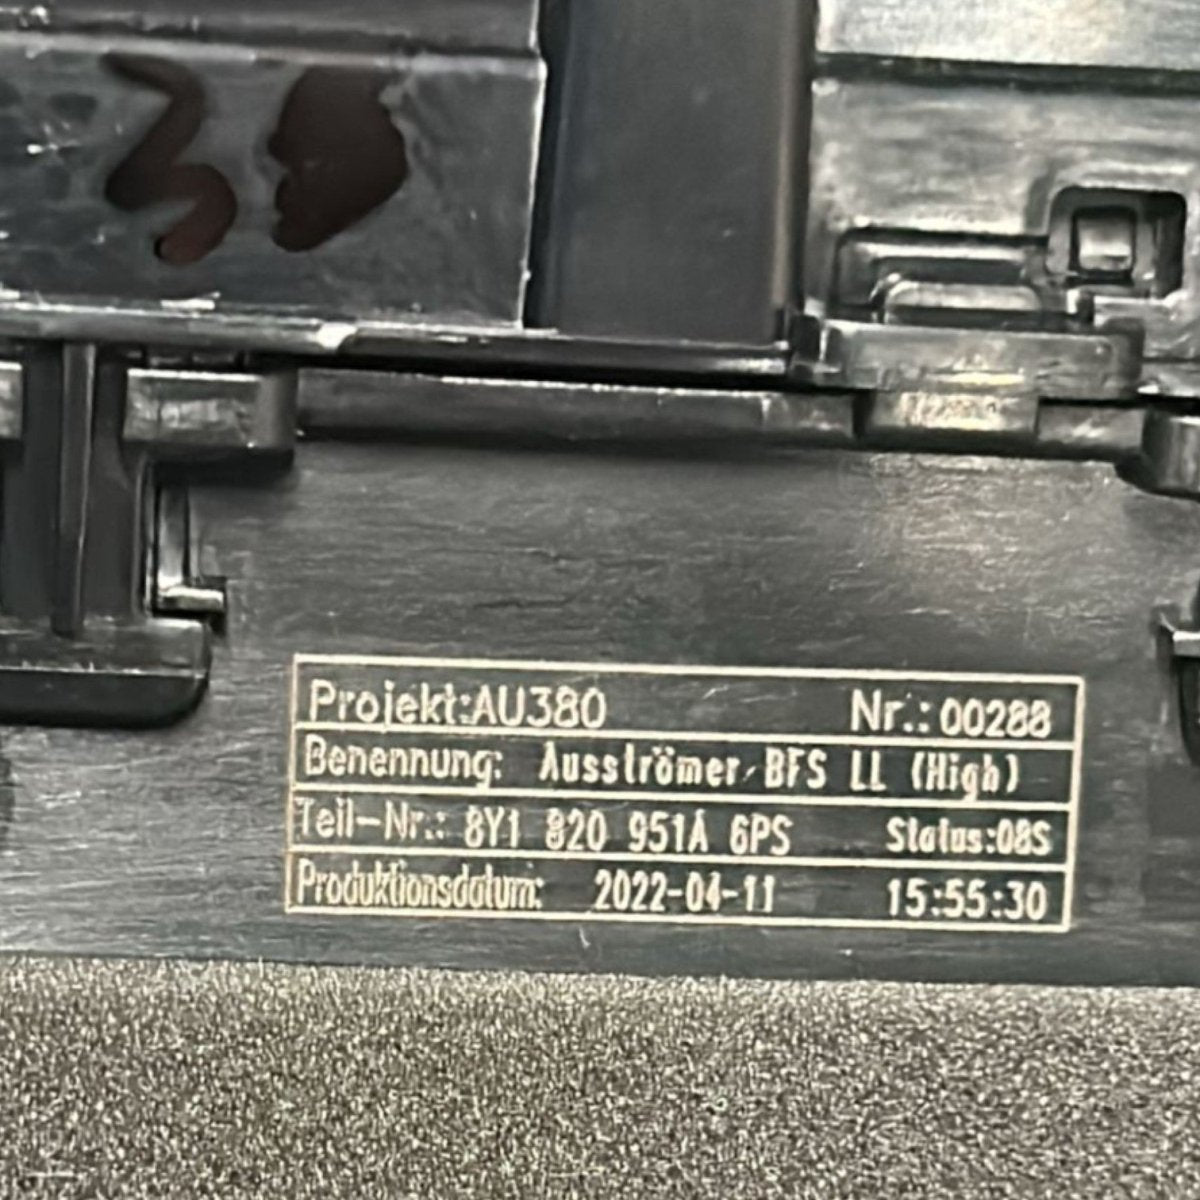 Projekt:AU380 Nr.: 00288
Benennung: Ausströmer BFS LL (High)
Teil-Nr.: 8Y1 820 951A 6PS Status:08S
Produktionsdatum: 2022-04-11 15:55:30